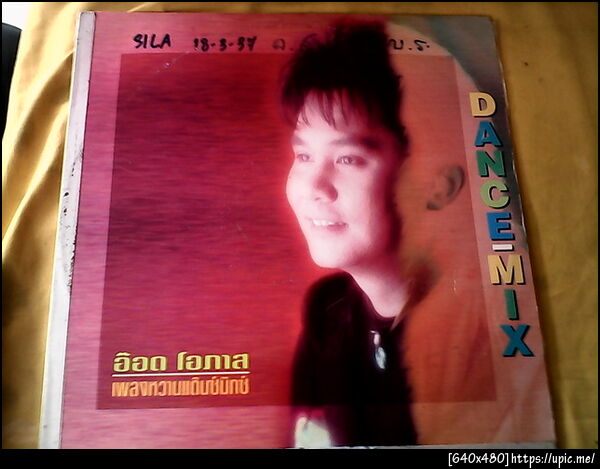 SILA 18-3-37
DANCE-MIX
อ๊อด โอภาส
เพลงหวานแด๊นซ์มิกซ์
[640x480]https://upic.me/